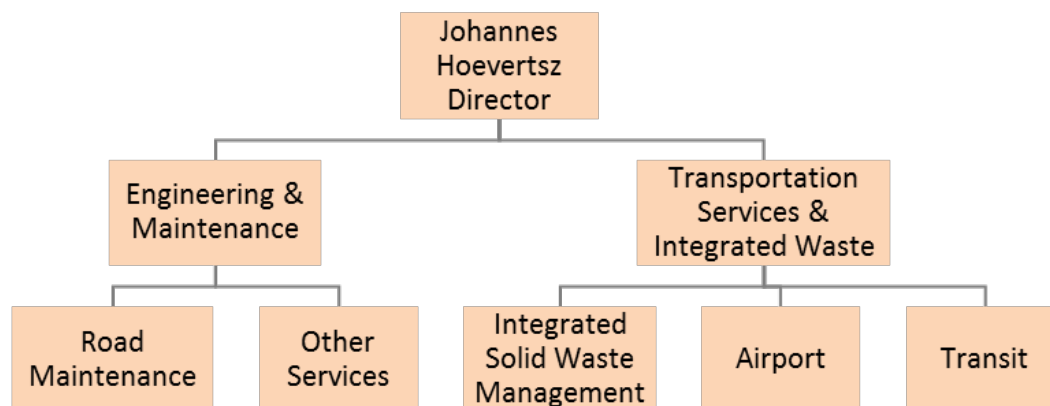 Johannes
Hoevertsz
Director
Engineering &
Maintenance
Transportation
Services &
Integrated Waste
Road
Maintenance
Other
Services
Integrated
Solid Waste
Management
Airport
Transit